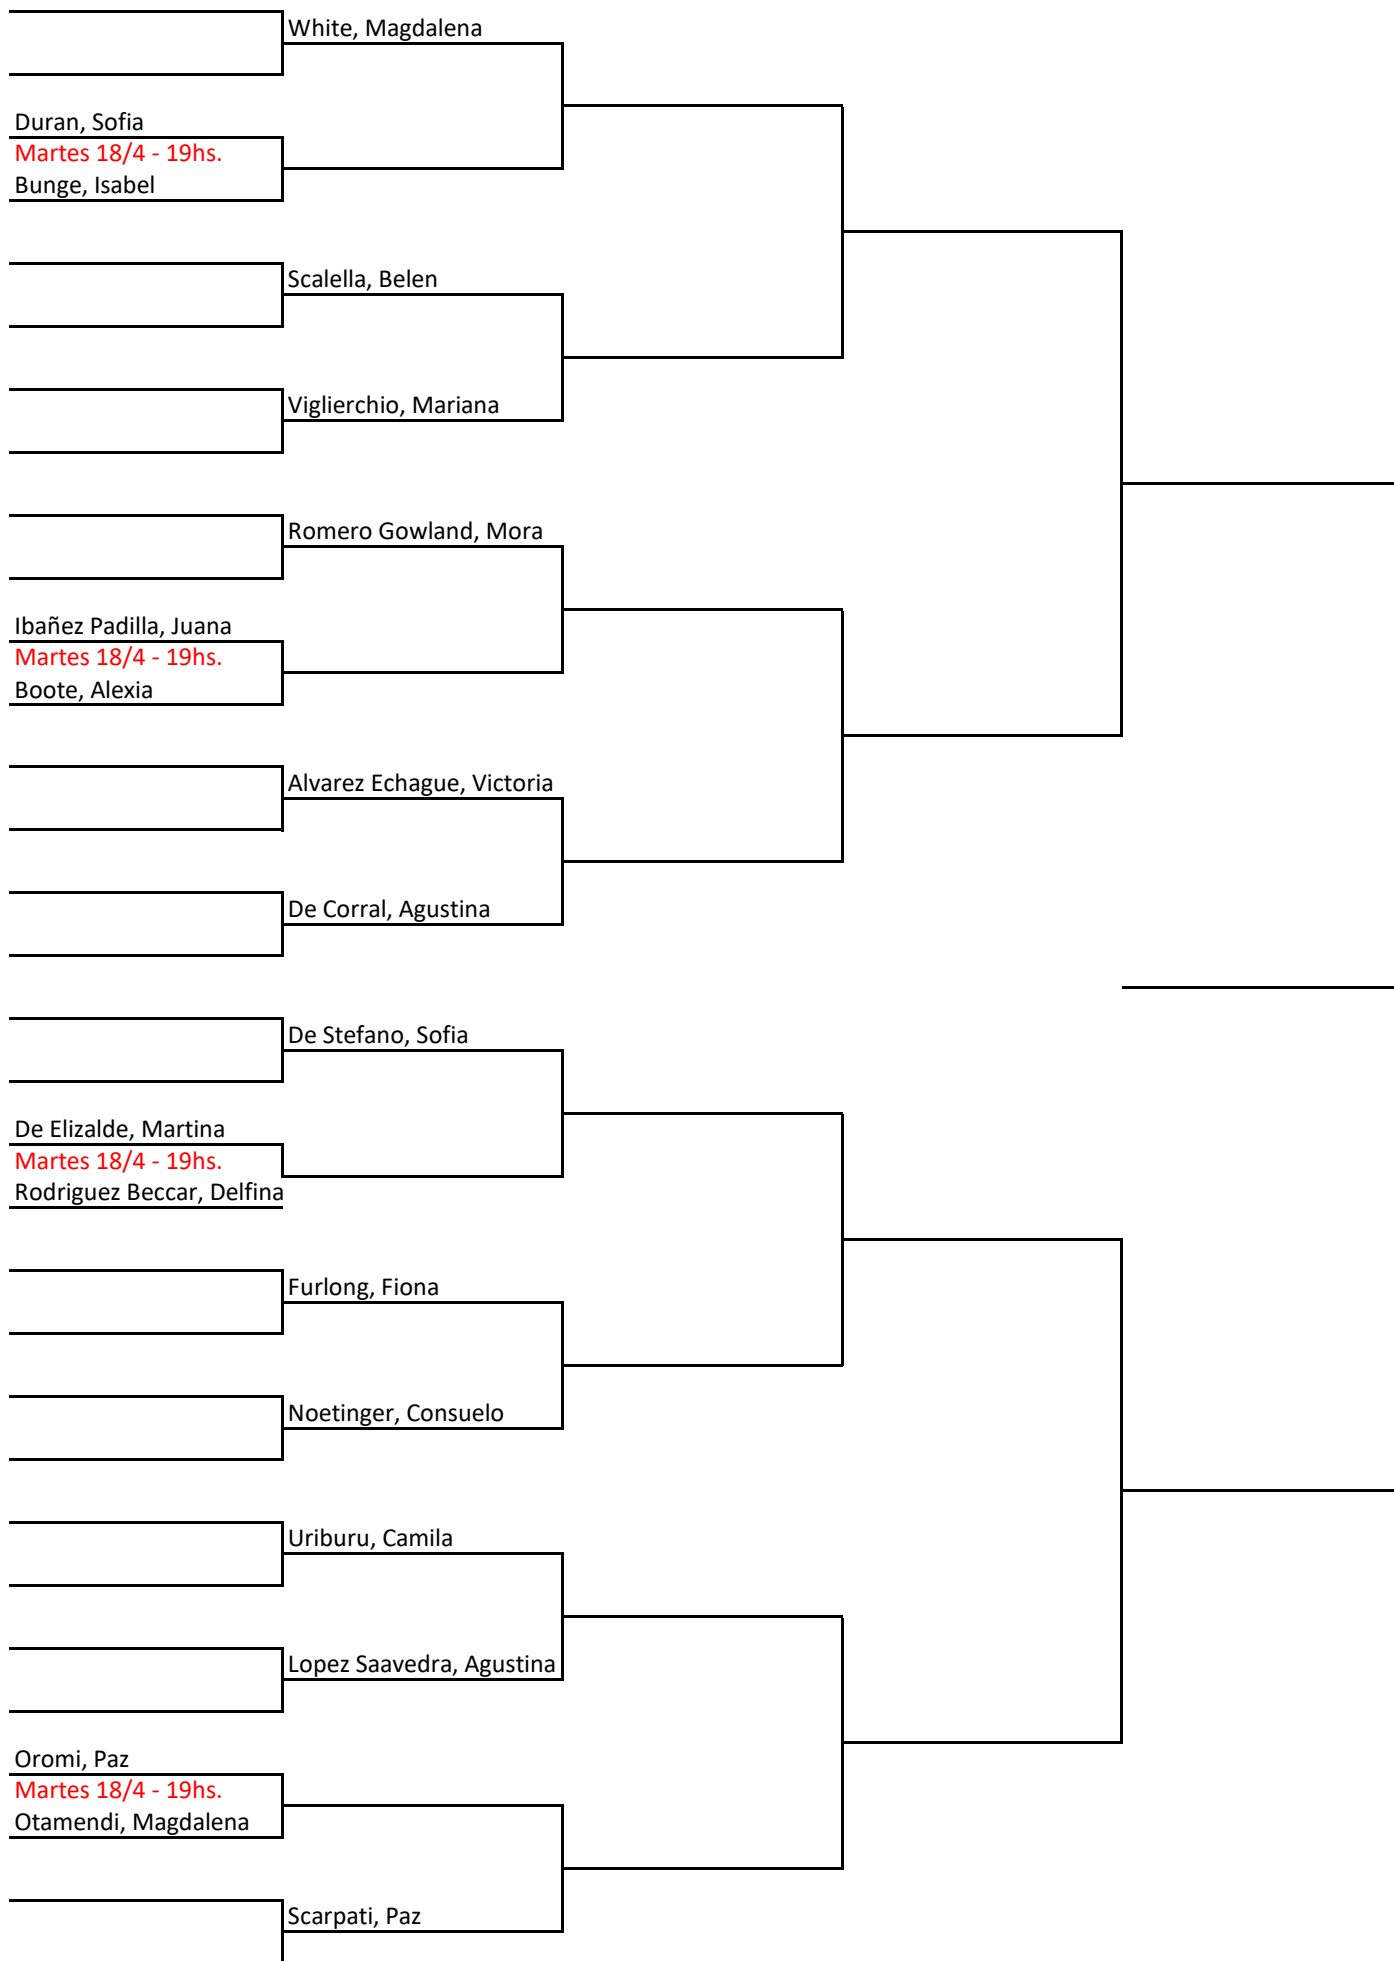 White, Magdalena
Duran, Sofia
Martes 18/4 - 19hs.
Bunge, Isabel
Scalella, Belen
Viglierchio, Mariana
Romero Gowland, Mora
Ibañez Padilla, Juana
Martes 18/4 - 19hs.
Boote, Alexia
Alvarez Echague, Victoria
De Corral, Agustina
De Stefano, Sofia
De Elizalde, Martina
Martes 18/4 - 19hs.
Rodriguez Beccar, Delfina
Furlong, Fiona
Noetinger, Consuelo
Uriburu, Camila
Lopez Saavedra, Agustina
Oromi, Paz
Martes 18/4 - 19hs.
Otamendi, Magdalena
Scarpati, Paz